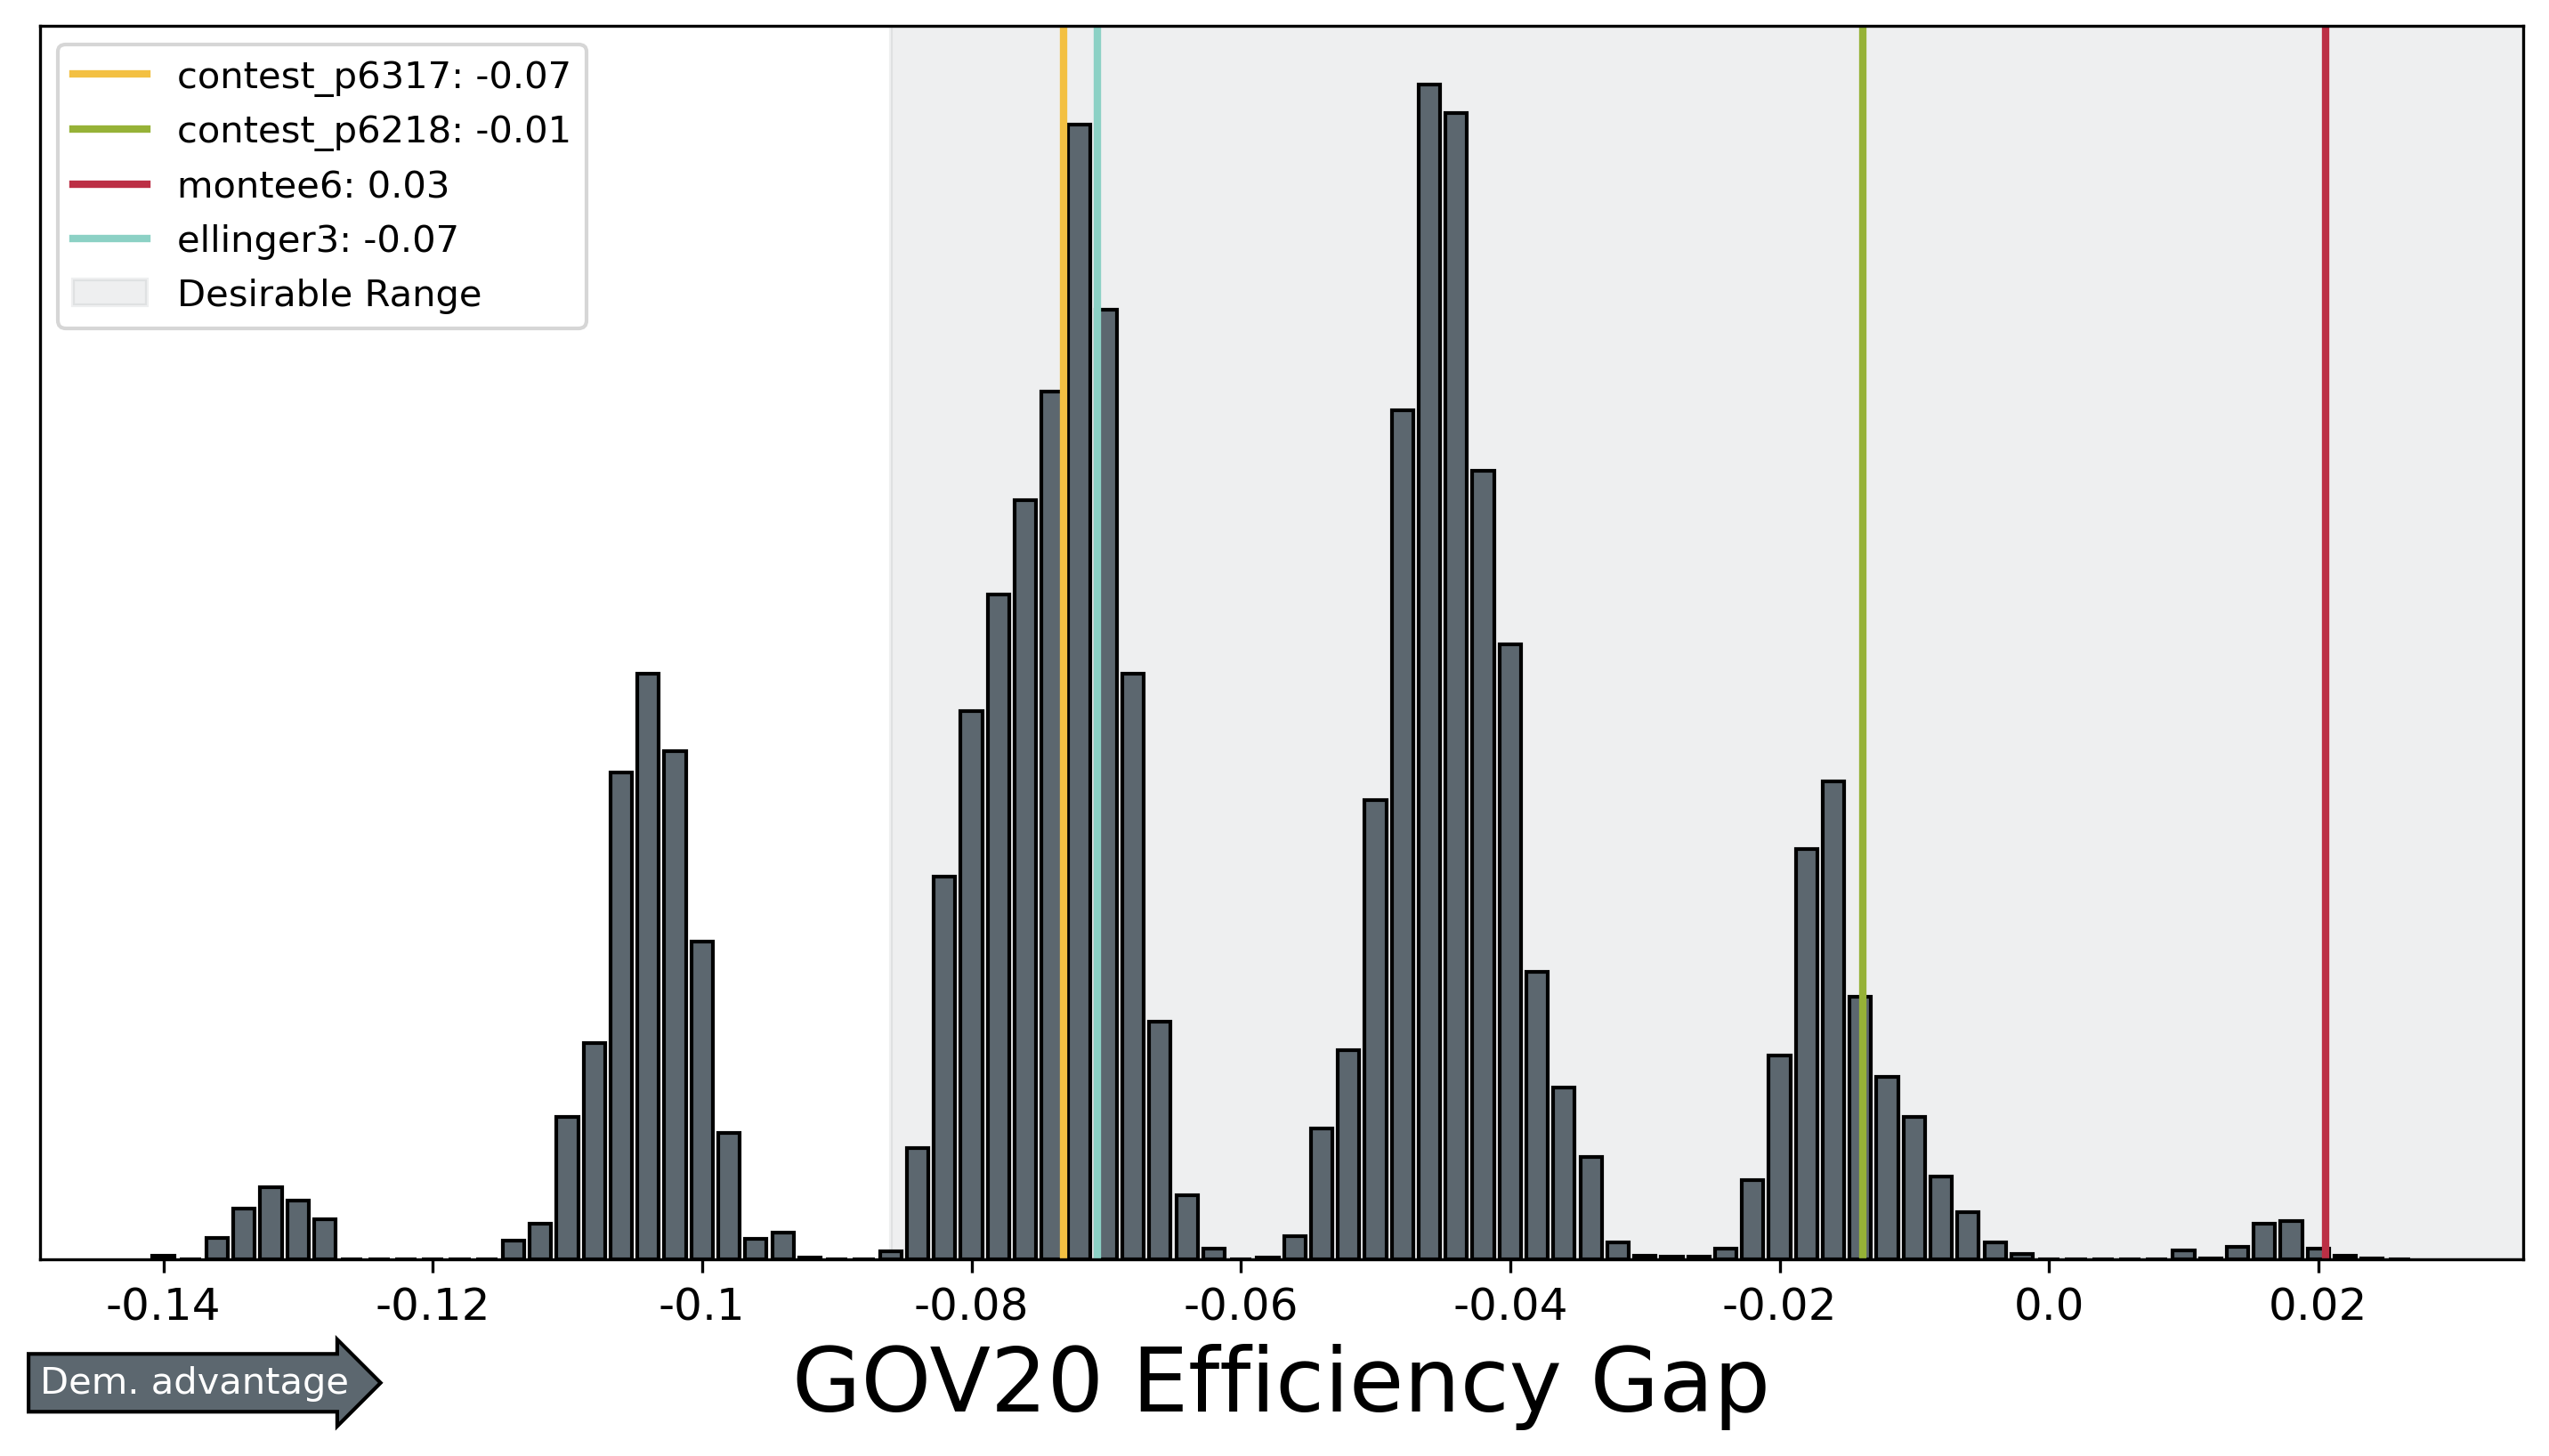 contest_p6317: -0.07
contest_p6218: -0.01
montee6: 0.03
ellinger3: -0.07
Desirable Range
-0.14 -0.12 -0.1 -0.08 -0.06 -0.04 -0.02 0.0 0.02
Dem. advantage
GOV20 Efficiency Gap